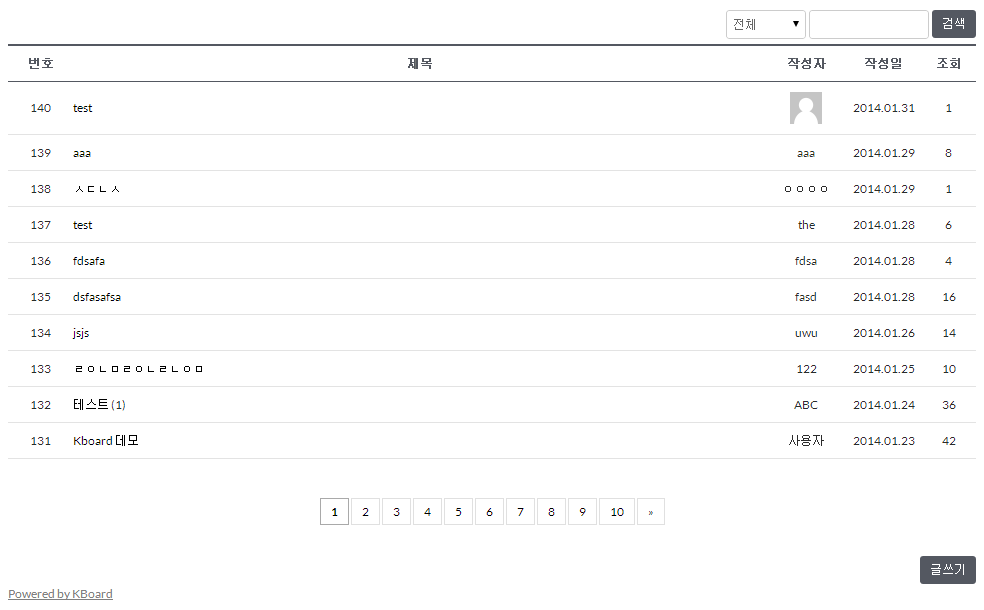 전체 검색
번호 제목 작성자 작성일 조회
140 test 2014.01.31 1
139 aaa aaa 2014.01.29 8
138 ㅅㄷㄴㅅ ㅇㅇㅇㅇ 2014.01.29 1
137 test the 2014.01.28 6
136 fdsafa fdsa 2014.01.28 4
135 dsfasafsa fasd 2014.01.28 16
134 jsjs uwu 2014.01.26 14
133 ㄹㅇㄴㅁㄹㅇㄴㄹㄴㅇㅁ 122 2014.01.25 10
132 테스트 (1) ABC 2014.01.24 36
131 Kboard 데모 사용자 2014.01.23 42
1 2 3 4 5 6 7 8 9 10 »
글쓰기
Powered by KBoard